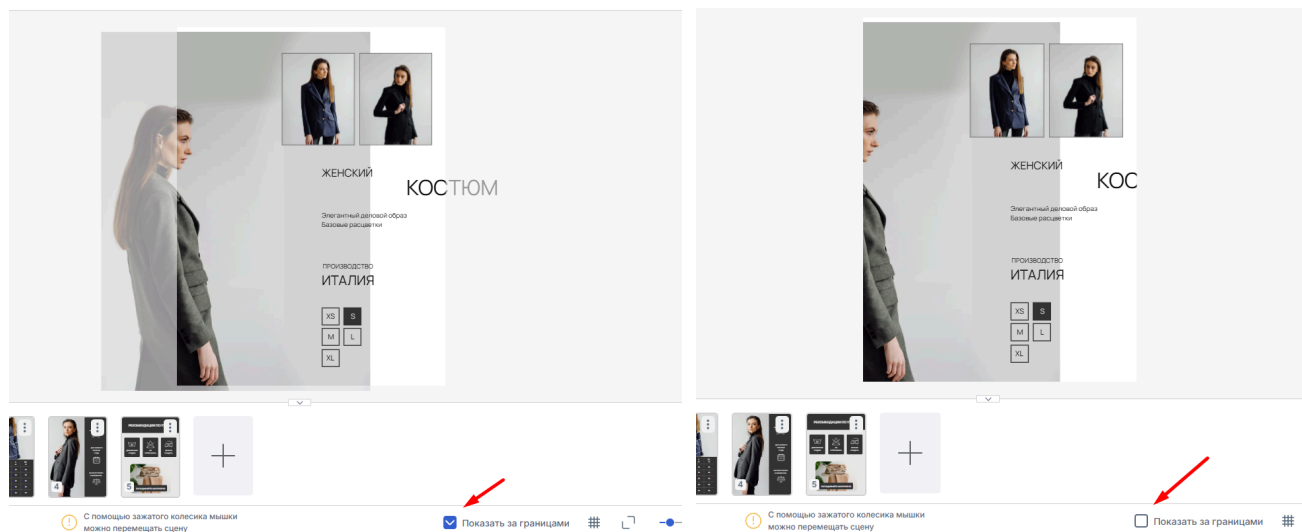 ЖЕНСКИЙ
КОСТЮМ
Элегантный деловой образ
Базовые расцветки
ПРОИЗВОДСТВО
ИТАЛИЯ
XS S
M L
XL
4
5
С помощью зажатого колесика мышки
можно перемещать сцену
Показать за границами
ЖЕНСКИЙ
КОС
Элегантный деловой образ
Базовые расцветки
ПРОИЗВОДСТВО
ИТАЛИЯ
XS S
M L
XL
4
5
С помощью зажатого колесика мышки
можно перемещать сцену
Показать за границами